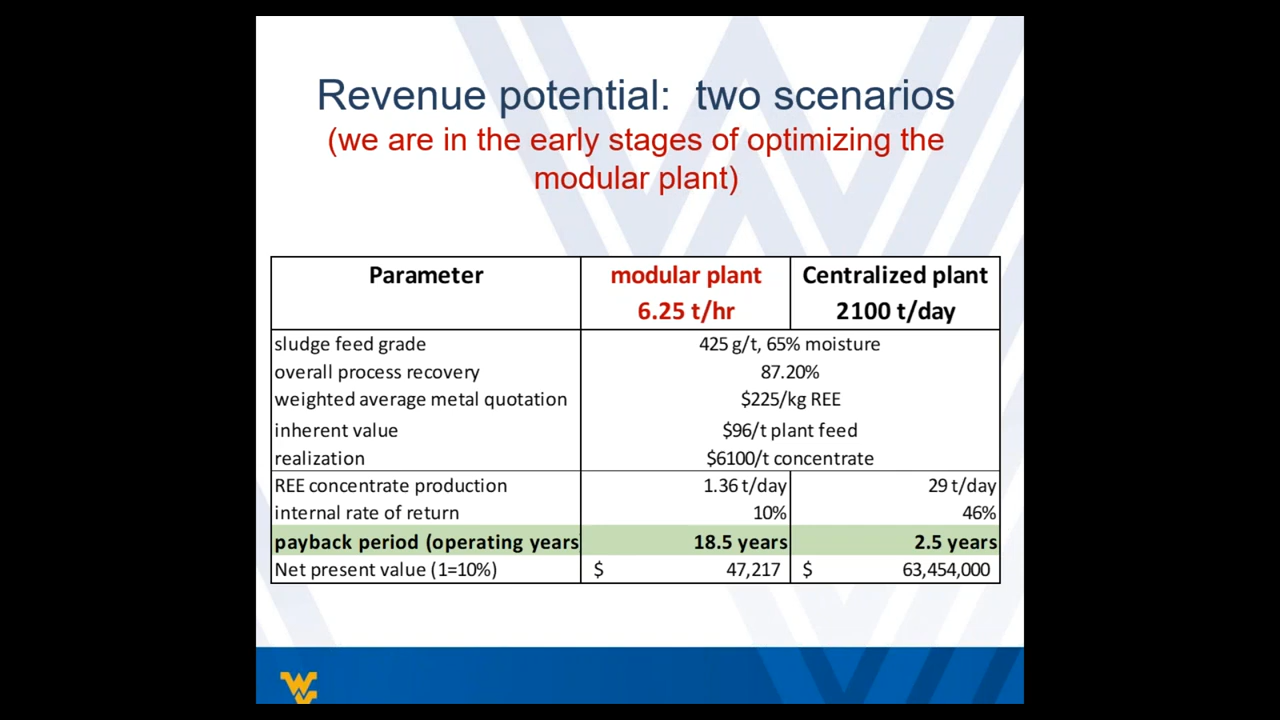 Revenue potential: two scenarios
(we are in the early stages of optimizing the
modular plant)
Parameter modular plant Centralized plant
6.25 t/hr 2100 t/day
sludge feed grade 425 g/t, 65% moisture
overall process recovery 87.20%
weighted average metal quotation $225/kg REE
inherent value $96/t plant feed
realization $6100/t concentrate
REE concentrate production 1.36 t/day 29 t/day
internal rate of return 10% 46%
payback period (operating years 18.5 years 2.5 years
Net present value (1=10%) $ 47,217 $ 63,454,000